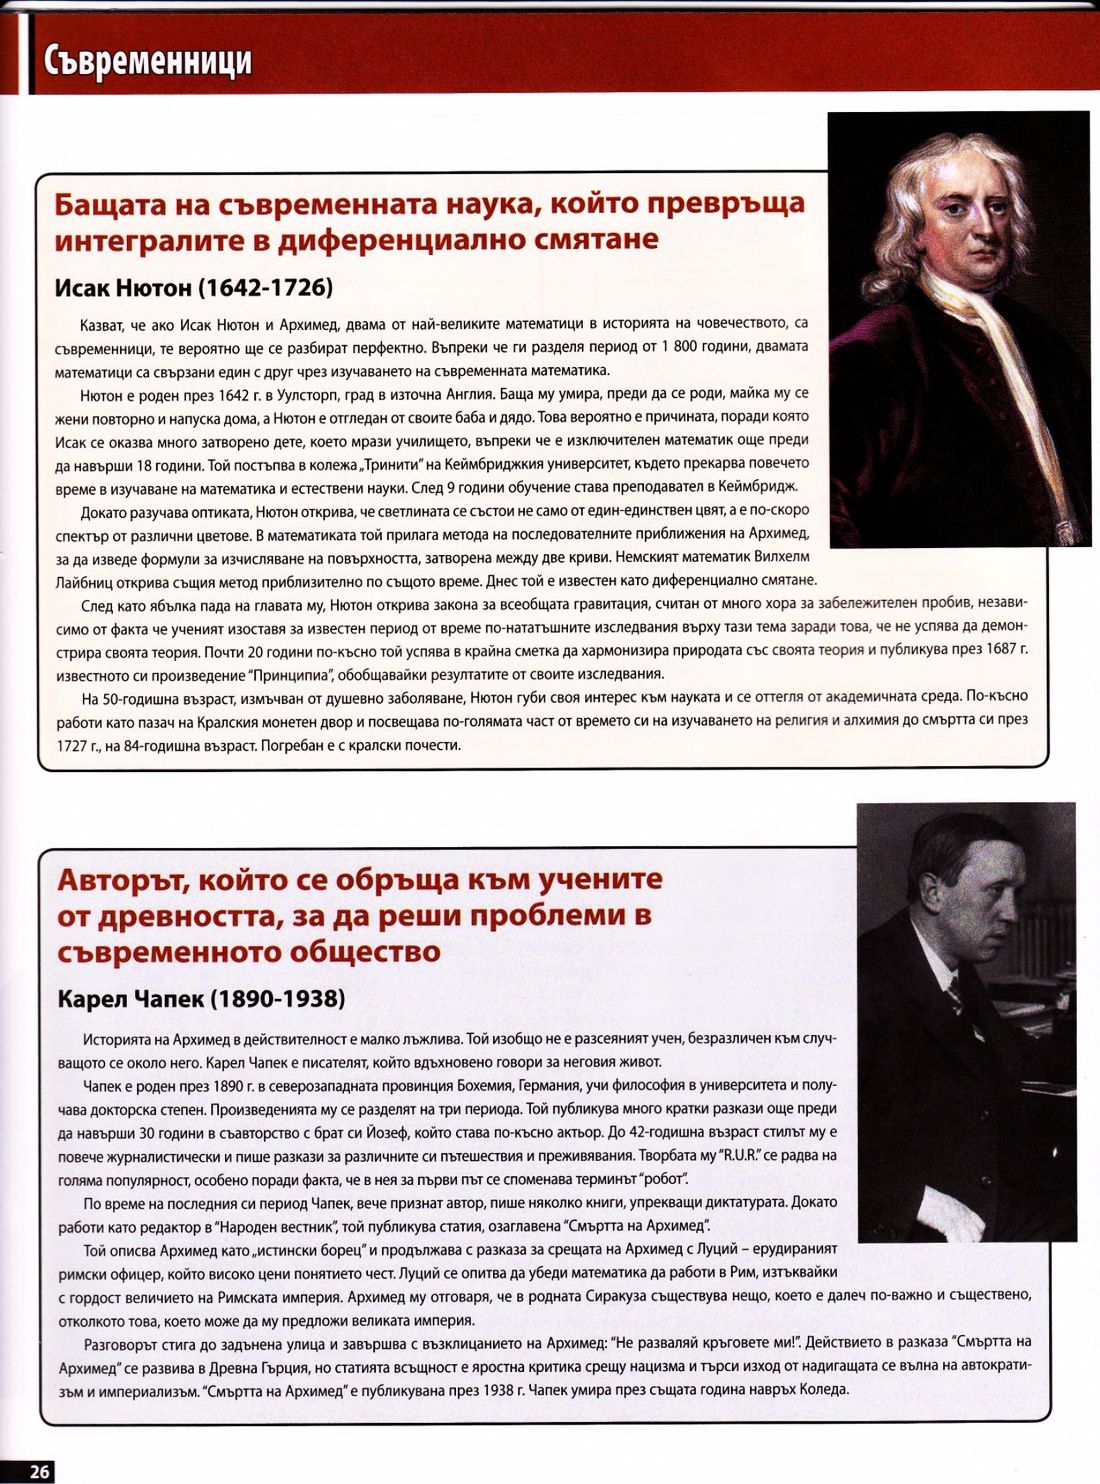 Съвременници
Бащата на съвременната наука, който превръща
интегралите в диференциално смятане
Исак Нютон (1642-1726)
Казват, че ако Исак Нютон и Архимед, двама от най-великите математици в историята на човечеството, са
съвременници, те вероятно ще се разбират перфектно. Въпреки че ги разделя период от 1 800 години, двамата
математици са свързани един с друг чрез изучаването на съвременната математика.
Нютон е роден през 1642 г. в Уулсторп, град в източна Англия. Баща му умира, преди да се роди, майка му се
жени повторно и напуска дома, а Нютон е отгледан от своите баба и дядо. Това вероятно е причината, поради която
Исак се оказва много затворено дете, което мрази училището, въпреки че е изключителен математик още преди
да навърши 18 години. Той постъпва в колежа „Тринити" на Кеймбриджкия университет, където прекарва повечето
време в изучаване на математика и естествени науки. След 9 години обучение става преподавател в Кеймбридж.
Докато разучава оптиката, Нютон открива, че светлината се състои не само от един-единствен цвят, а е по-скоро
спектър от различни цветове. В математиката той прилага метода на последователните приближения на Архимед,
за да изведе формули за изчисляване на повърхността, затворена между две криви. Немският математик Вилхелм
Лайбниц открива същия метод приблизително по същото време. Днес той е известен като диференциално смятане.
След като ябълка пада на главата му, Нютон открива закона за всеобщата гравитация, считан от много хора за забележителен пробив, незави-
симо от факта че ученият изоставя за известен период от време по-нататъшните изследвания върху тази тема заради това, че не успява да демон-
стрира своята теория. Почти 20 години по-късно той успява в крайна сметка да хармонизира природата със своята теория и публикува през 1687 г.
известното си произведение "Принципиа", обобщавайки резултатите от своите изследвания.
На 50-годишна възраст, измъчван от душевно заболяване, Нютон губи своя интерес към науката и се оттегля от академичната среда. По-късно
работи като пазач на Кралския монетен двор и посвещава по-голямата част от времето си на изучаването на религия и алхимия до смъртта си през
1727 г., на 84-годишна възраст. Погребан е с кралски почести.
Авторът, който се обръща към учените
от древността, за да реши проблеми в
съвременното общество
Карел Чапек (1890-1938)
Историята на Архимед в действителност е малко лъжлива. Той изобщо не е разсеяният учен, безразличен към случ-
ващото се около него. Карел Чапек е писателят, който вдъхновено говори за неговия живот.
Чапек е роден през 1890 г. в северозападната провинция Бохемия, Германия, учи философия в университета и полу-
чава докторска степен. Произведенията му се разделят на три периода. Той публикува много кратки разкази още преди
да навърши 30 години в съавторство с брат си Йозеф, който става по-късно актьор. До 42-годишна възраст стилът му е
повече журналистически и пише разкази за различните си пътешествия и преживявания. Творбата му "R.U.R." се радва на
голяма популярност, особено поради факта, че в нея за първи път се споменава терминът "робот".
По време на последния си период Чапек, вече признат автор, пише няколко книги, упрекващи диктатурата. Докато
работи като редактор в "Народен вестник", той публикува статия, озаглавена "Смъртта на Архимед".
Той описва Архимед като „истински борец" и продължава с разказа за срещата на Архимед с Луций – ерудираният
римски офицер, който високо цени понятието чест. Луций се опитва да убеди математика да работи в Рим, изтъквайки
с гордост величието на Римската империя. Архимед му отговаря, че в родната Сиракуза съществува нещо, което е далеч по-важно и съществено,
отколкото това, което може да му предложи великата империя.
Разговорът стига до задънена улица и завършва с възклицанието на Архимед: "Не разваляй кръговете ми!". Действието в разказа "Смъртта на
Архимед" се развива в Древна Гърция, но статията всъщност е яростна критика срещу нацизма и търси изход от надигащата се вълна на автократи-
зъм и империализъм. "Смъртта на Архимед" е публикувана през 1938 г. Чапек умира през същата година навръх Коледа.
26